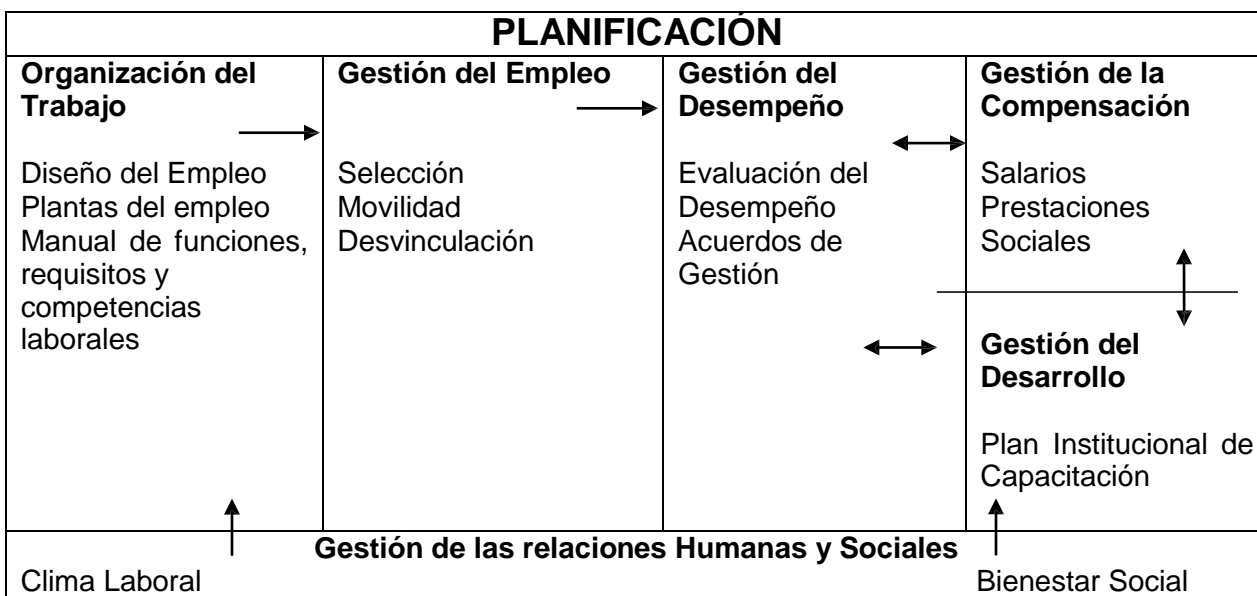 PLANIFICACIÓN
Organización del
Trabajo
Diseño del Empleo
Plantas del empleo
Manual de funciones,
requisitos y
competencias
laborales
Gestión del Empleo
Selección
Movilidad
Desvinculación
Gestión del
Desempeño
Evaluación del
Desempeño
Acuerdos de
Gestión
Gestión de la
Compensación
Salarios
Prestaciones
Sociales
Gestión del
Desarrollo
Plan Institucional de
Capacitación
Gestión de las relaciones Humanas y Sociales
Clima Laboral
Bienestar Social